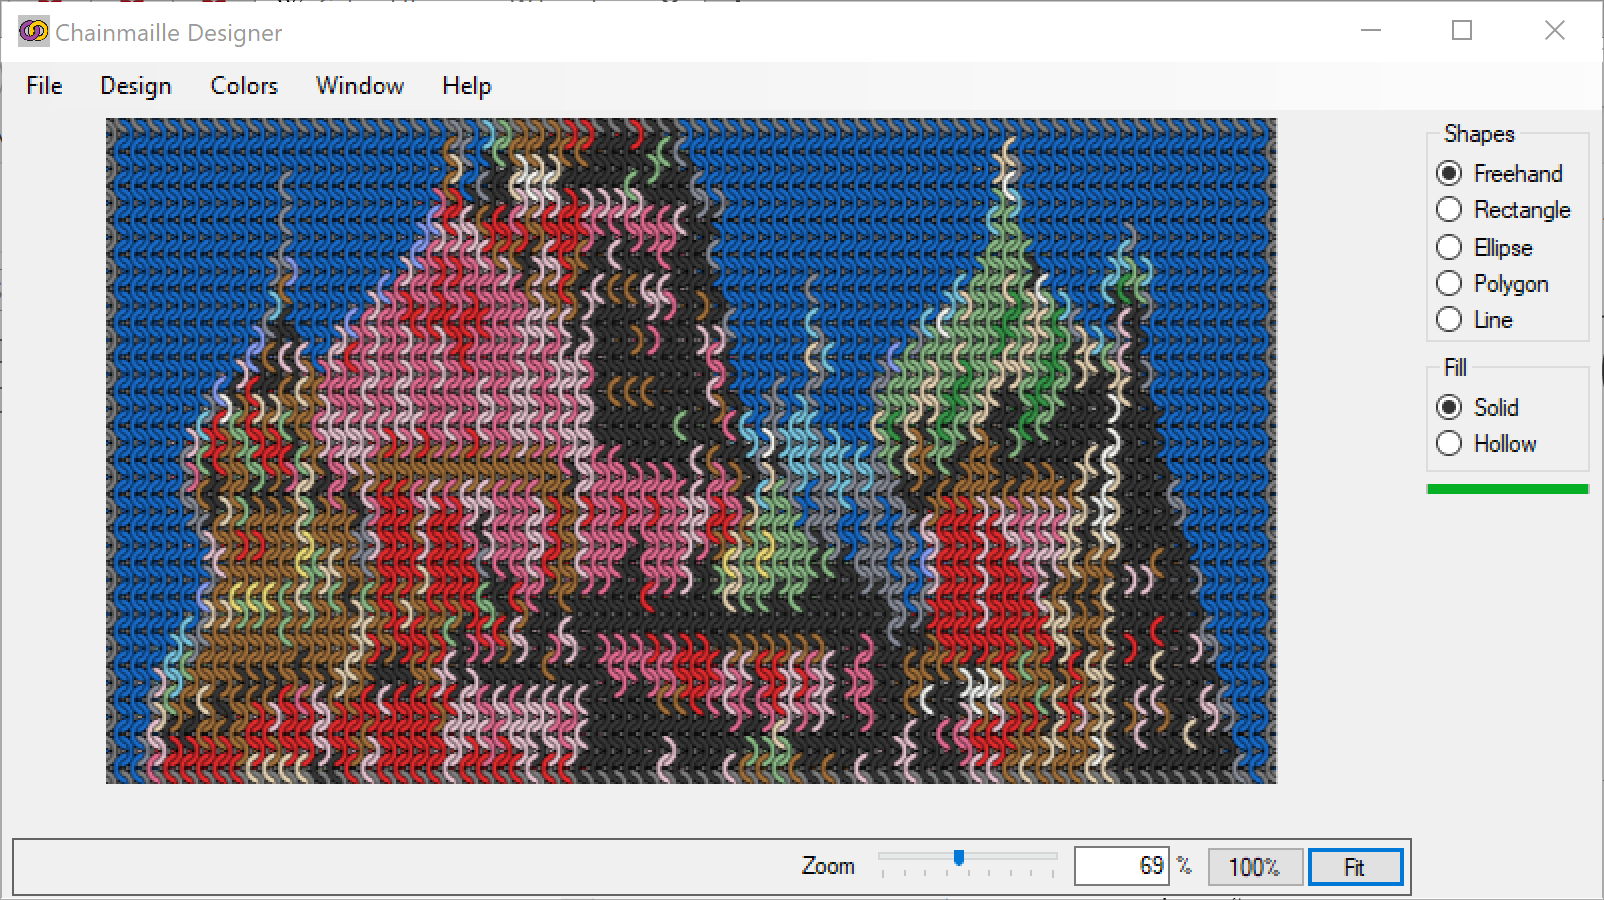 Chainmaille Designer
File Design Colors Window Help
Shapes
Freehand
Rectangle
Ellipse
Polygon
Line
Fill
Solid
Hollow
Zoom 69 % 100% Fit